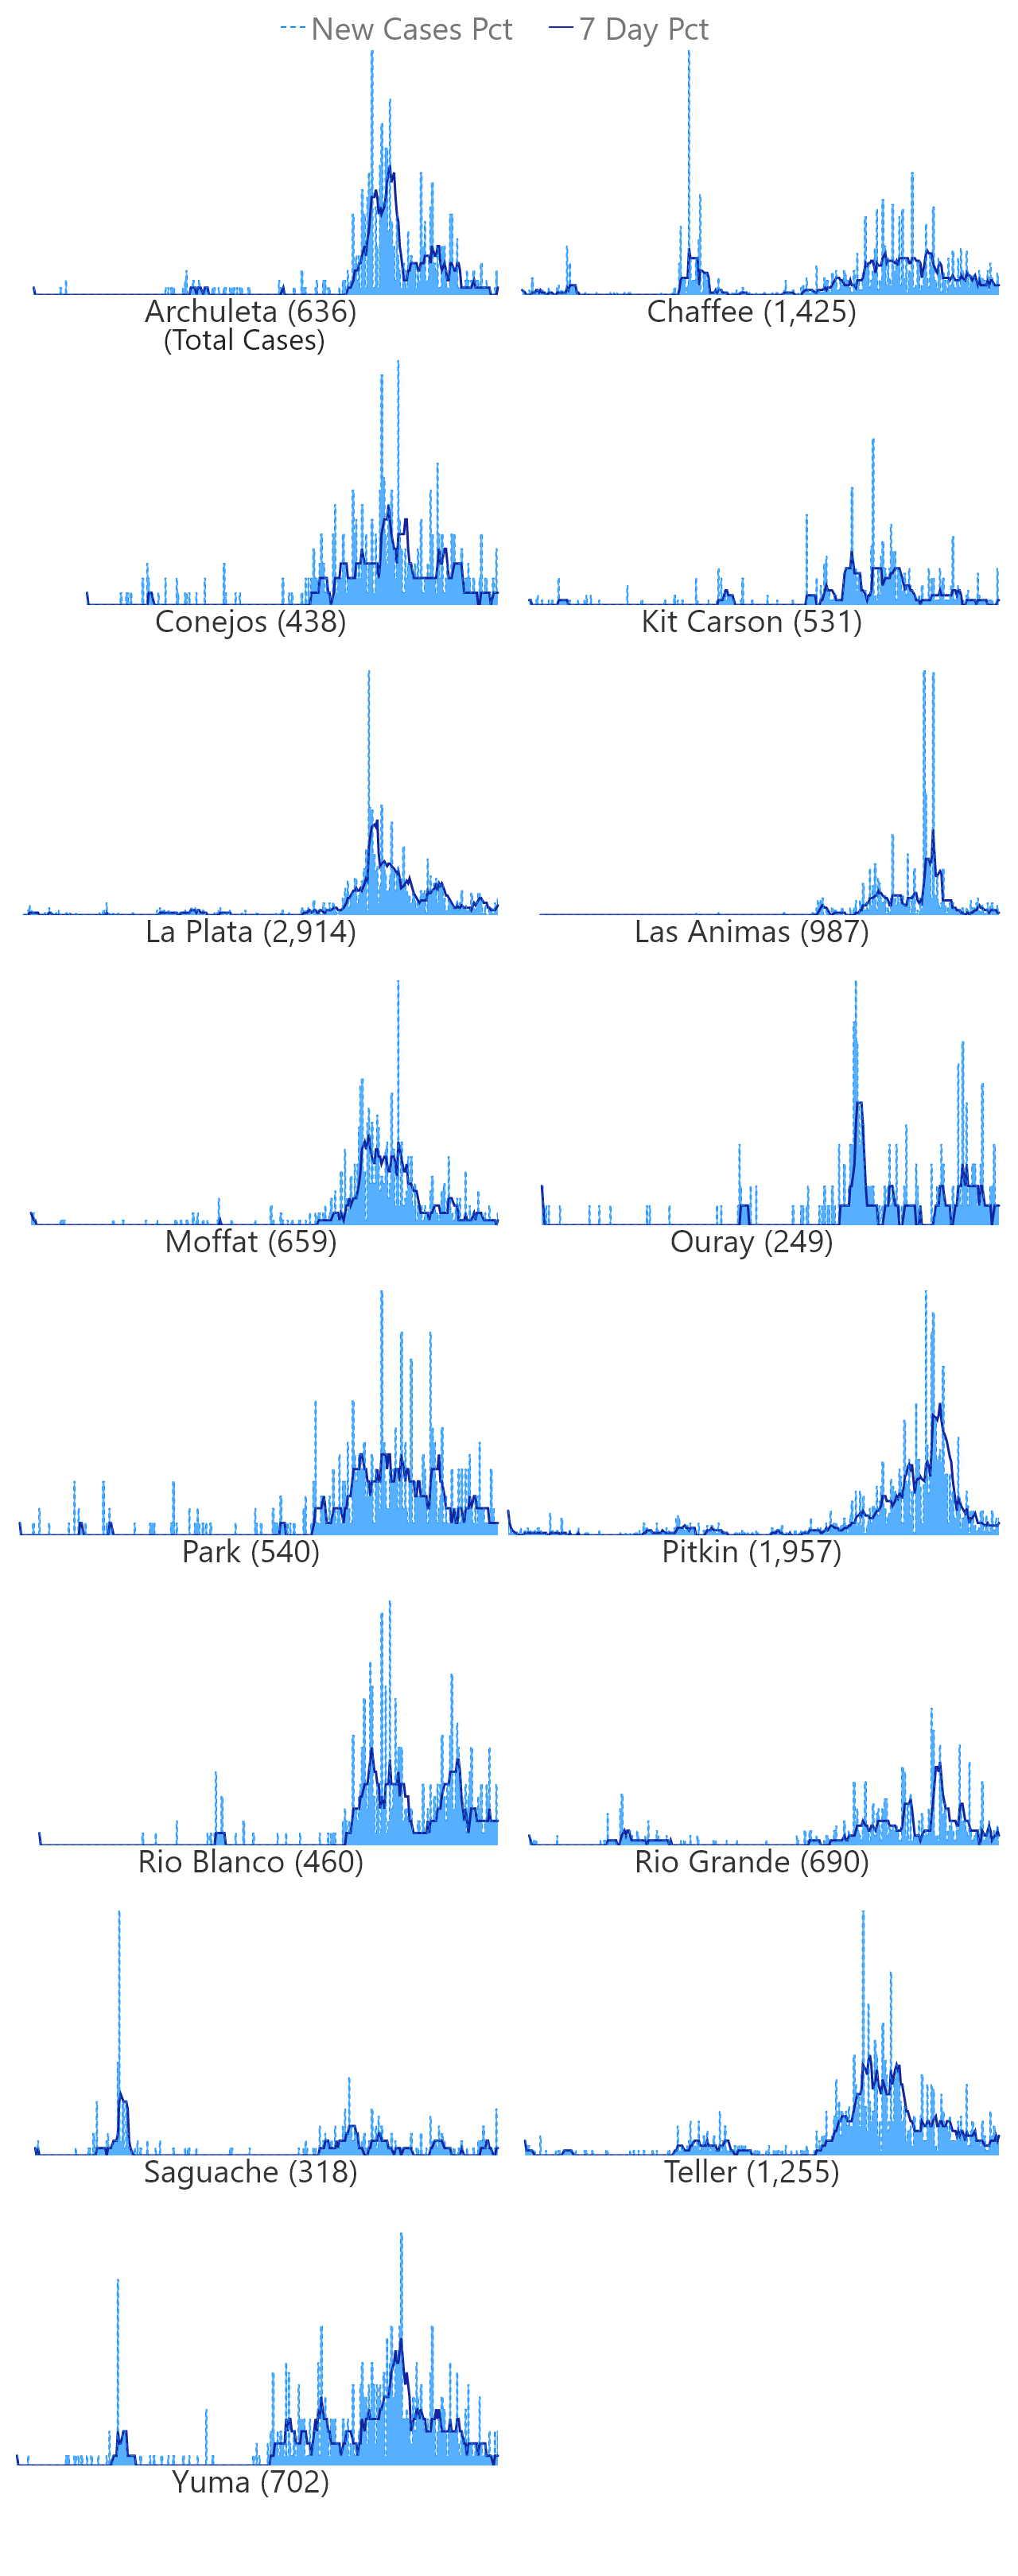 New Cases Pct 7 Day Pct
Archuleta (636)
(Total Cases)
Chaffee (1,425)
Conejos (438)
Kit Carson (531)
La Plata (2,914)
Las Animas (987)
Moffat (659)
Ouray (249)
Park (540)
Pitkin (1,957)
Rio Blanco (460)
Rio Grande (690)
Saguache (318)
Teller (1,255)
Yuma (702)